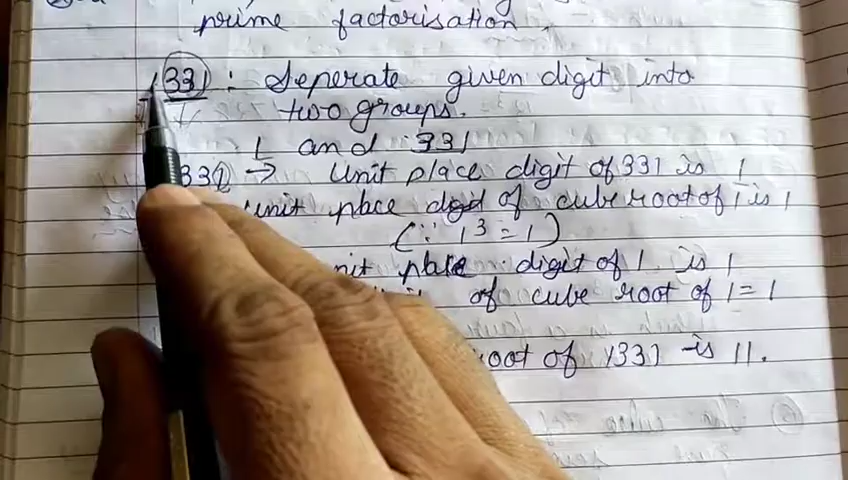 prime factorisation.
1331 : Seperate given digit into
two groups.
1 and 331
331 → Unit place digit of 331 is 1
unit place digit of cube root of 1 is 1
(∵ 1³ = 1)
place digit of 1 is 1
of cube root of 1 = 1
root of 1331 is 11.